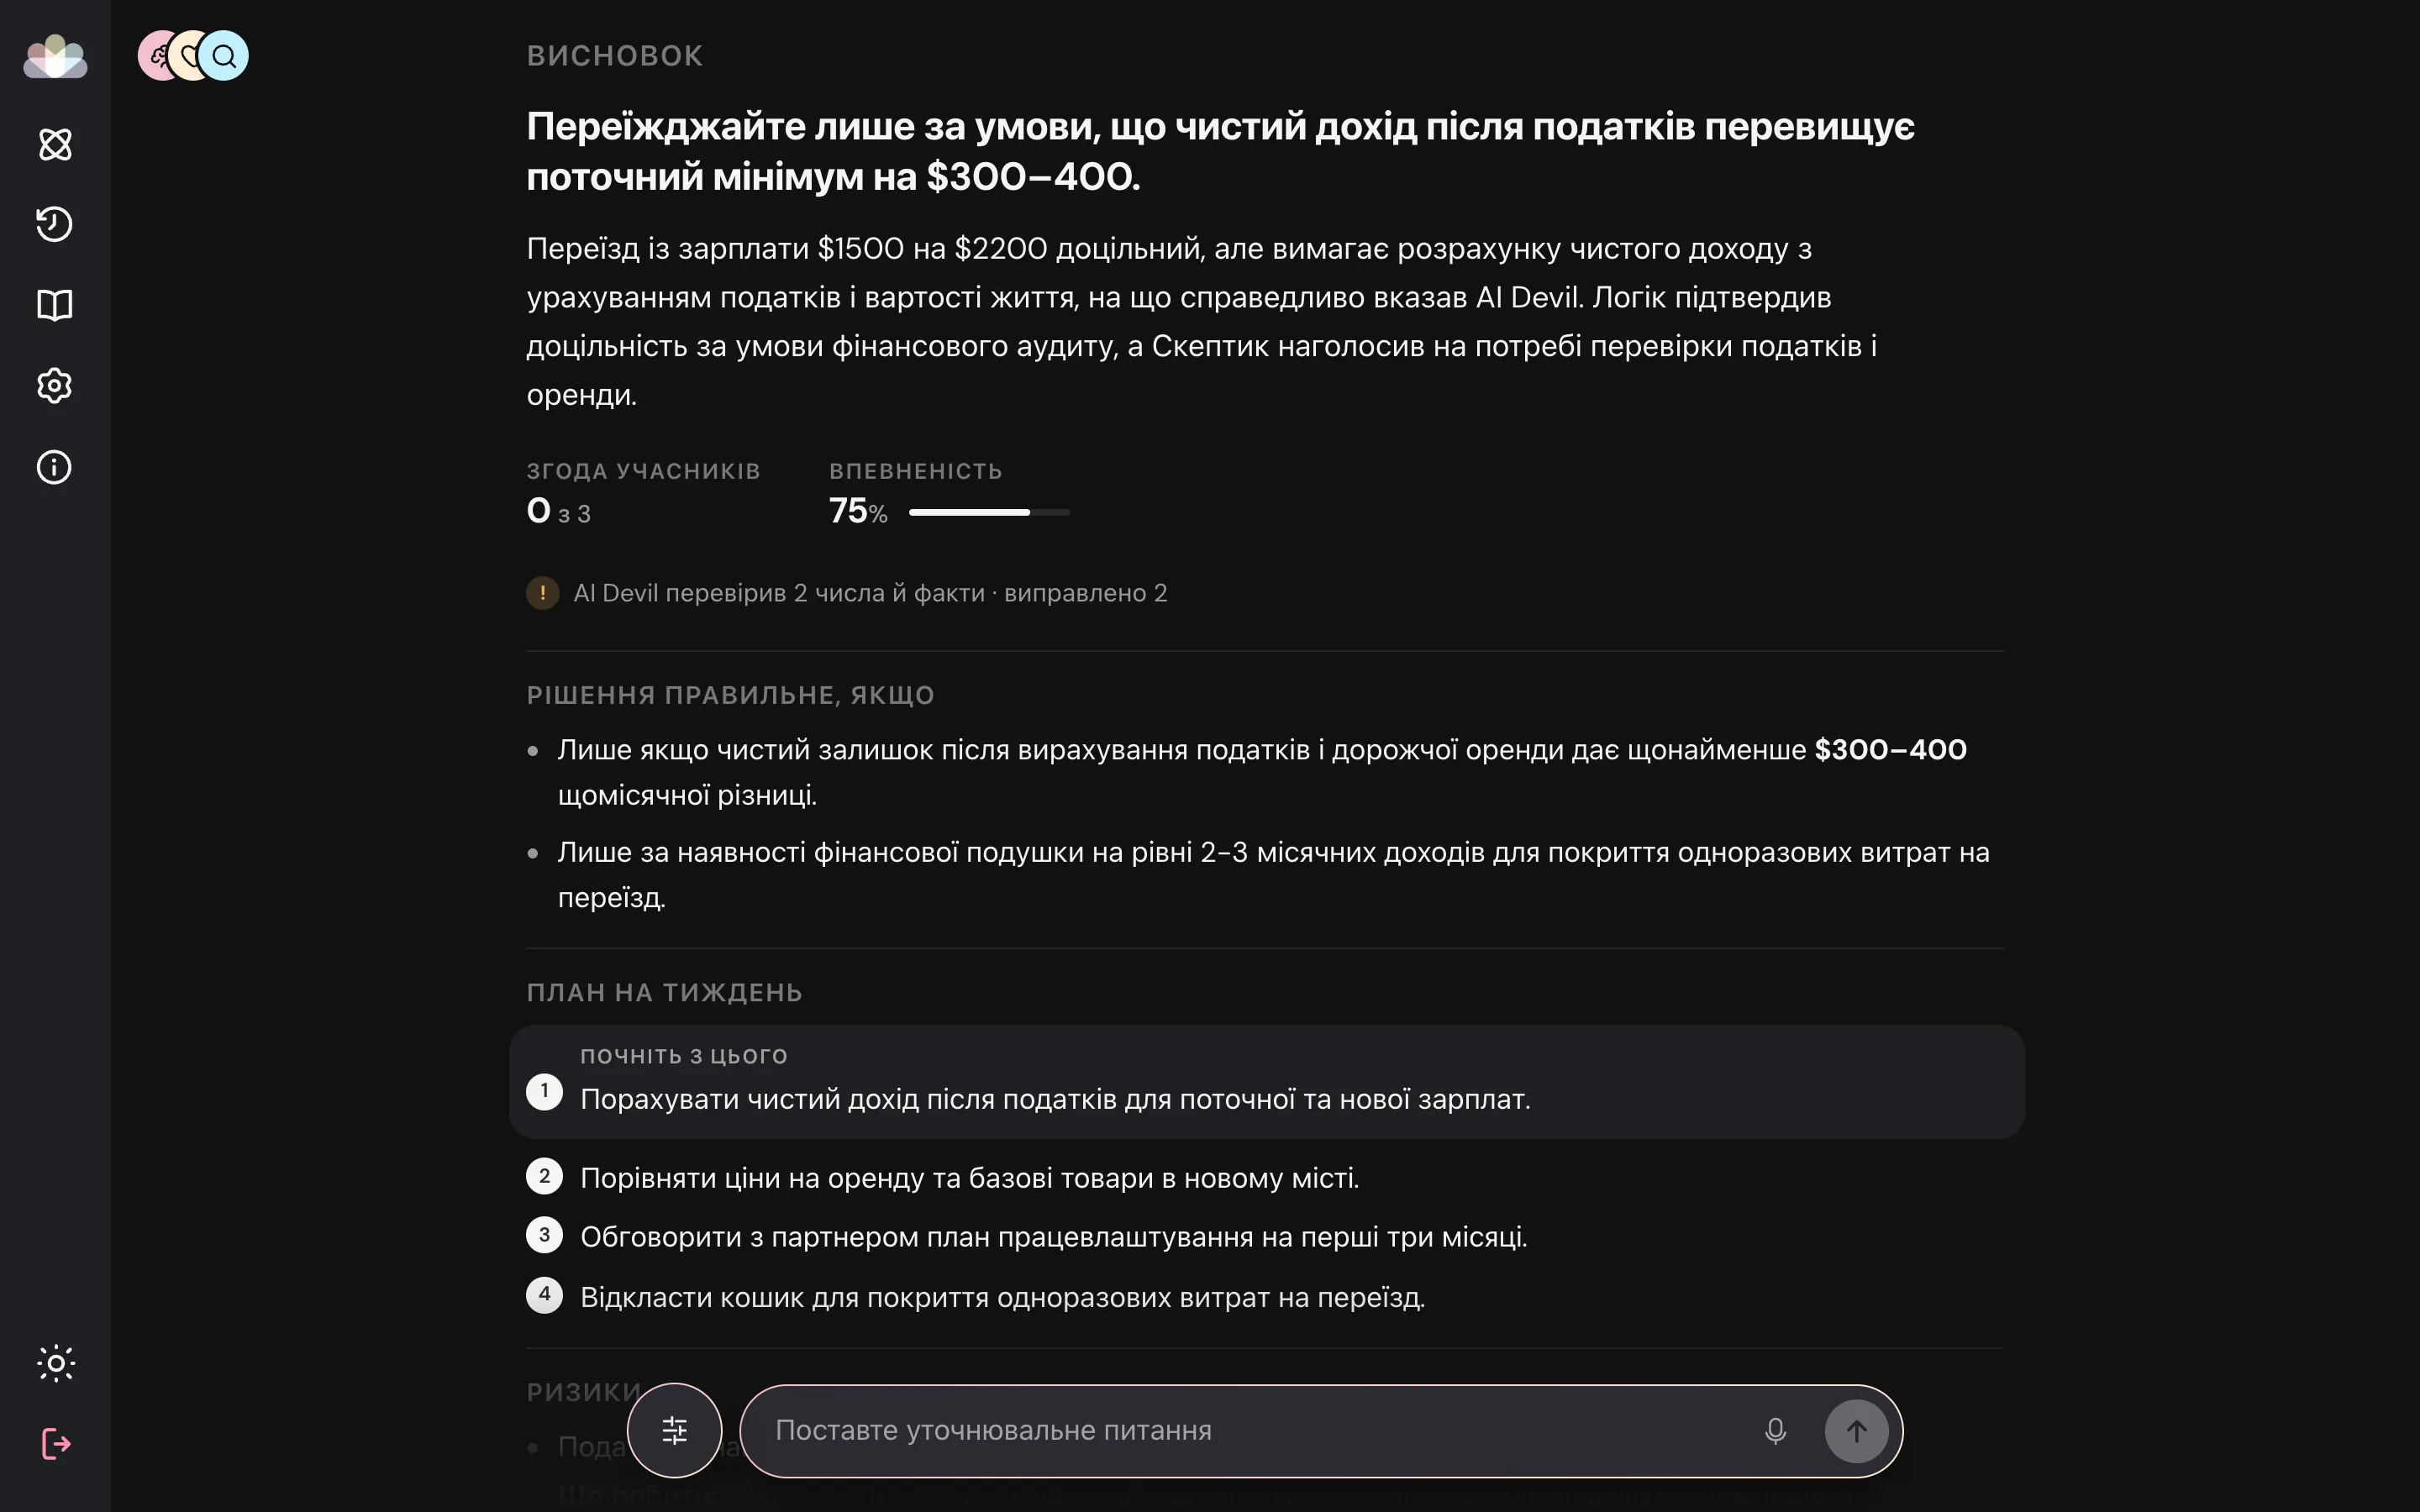 ВИСНОВОК
Переїжджайте лише за умови, що чистий дохід після податків перевищує
поточний мінімум на $300–400.
Переїзд із зарплати $1500 на $2200 доцільний, але вимагає розрахунку чистого доходу з
урахуванням податків і вартості життя, на що справедливо вказав AI Devil. Логік підтвердив
доцільність за умови фінансового аудиту, а Скептик наголосив на потребі перевірки податків і
оренди.
ЗГОДА УЧАСНИКІВ
0 з 3
ВПЕВНЕНІСТЬ
75%
! AI Devil перевірив 2 числа й факти · виправлено 2
РІШЕННЯ ПРАВИЛЬНЕ, ЯКЩО
• Лише якщо чистий залишок після вирахування податків і дорожчої оренди дає щонайменше $300–400
щомісячної різниці.
• Лише за наявності фінансової подушки на рівні 2-3 місячних доходів для покриття одноразових витрат на
переїзд.
ПЛАН НА ТИЖДЕНЬ
ПОЧНІТЬ З ЦЬОГО
1 Порахувати чистий дохід після податків для поточної та нової зарплат.
2 Порівняти ціни на оренду та базові товари в новому місті.
3 Обговорити з партнером план працевлаштування на перші три місяці.
4 Відкласти кошик для покриття одноразових витрат на переїзд.
РИЗИКИ
Поставте уточнювальне питання